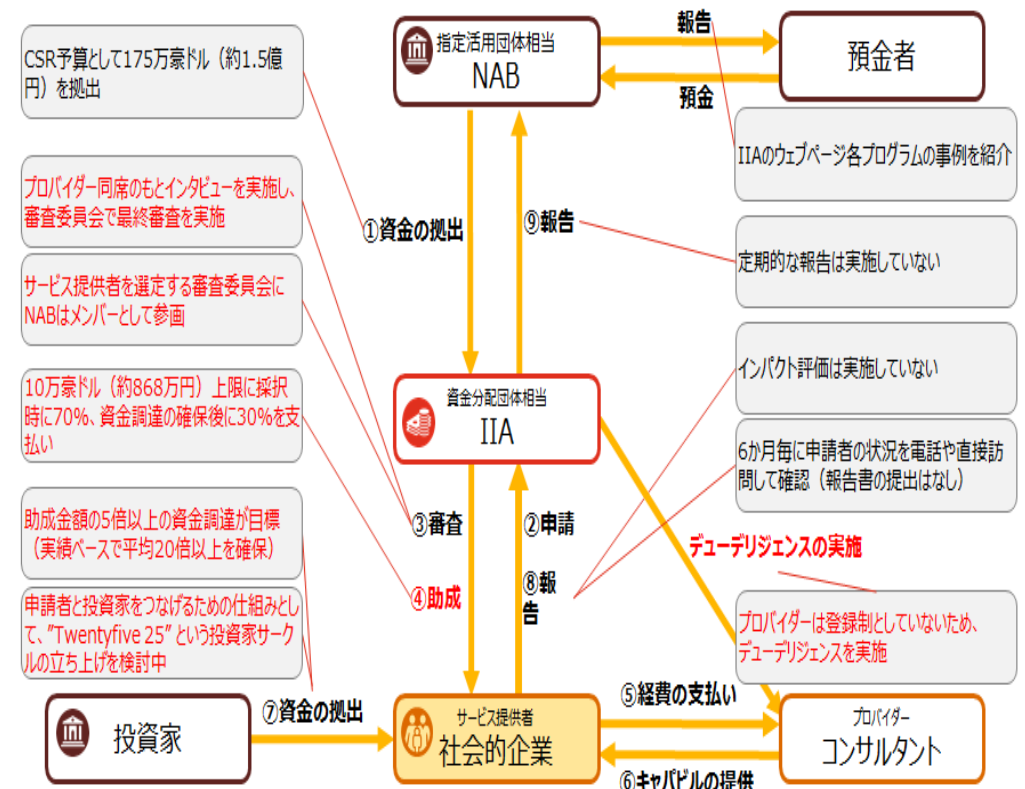 CSR予算として175万豪ドル（約1.5億
円）を拠出
プロバイダー同席のもとインタビューを実施し、
審査委員会で最終審査を実施
サービス提供者を選定する審査委員会に
NABはメンバーとして参画
10万豪ドル（約868万円）上限に採択
時に70%、資金調達の確保後に30%を支
払い
助成金額の5倍以上の資金調達が目標
（実績ベースで平均20倍以上を確保）
申請者と投資家をつなげるための仕組みとし
て、”Twentyfive 25” という投資家サーク
ルの立ち上げを検討中
指定活用団体相当
NAB
報告
預金
預金者
IIAのウェブページ各プログラムの事例を紹介
①資金の拠出
⑨報告
定期的な報告は実施していない
インパクト評価は実施していない
6か月毎に申請者の状況を電話や直接訪
問して確認（報告書の提出はなし）
資金分配団体相当
IIA
③審査
②申請
④助成
⑧報
告
デューデリジェンスの実施
プロバイダーは登録制としていないため、
デューデリジェンスを実施
投資家
⑦資金の拠出
サービス提供者
社会的企業
⑤経費の支払い
⑥キャパビルの提供
プロバイダー
コンサルタント